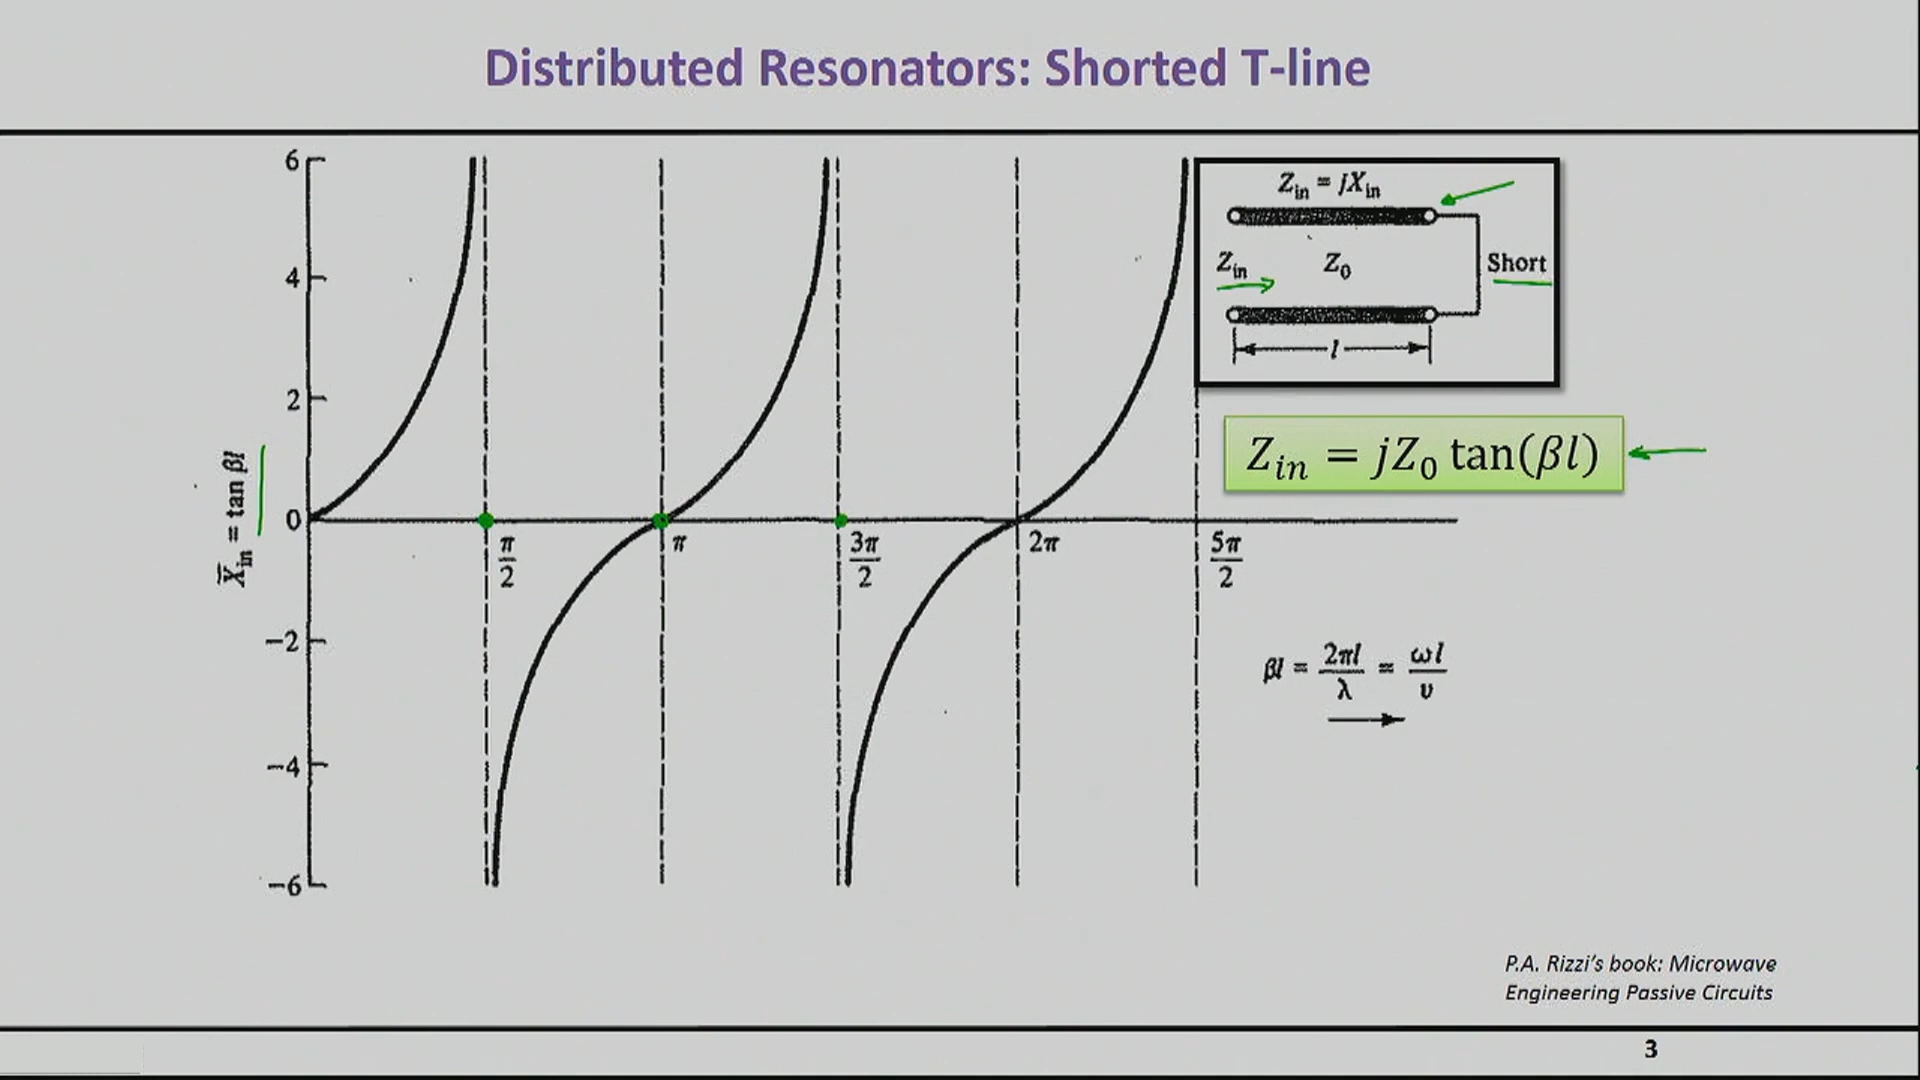 Distributed Resonators: Shorted T-line
6
4
2
0
−2
−4
−6
X̄in = tan βl
π/2
π
3π/2
2π
5π/2
Zin = jXin
Zin
Z0
Short
l
Zin = jZ0 tan(βl)
βl = 2πl/λ = ωl/υ
P.A. Rizzi’s book: Microwave
Engineering Passive Circuits
3